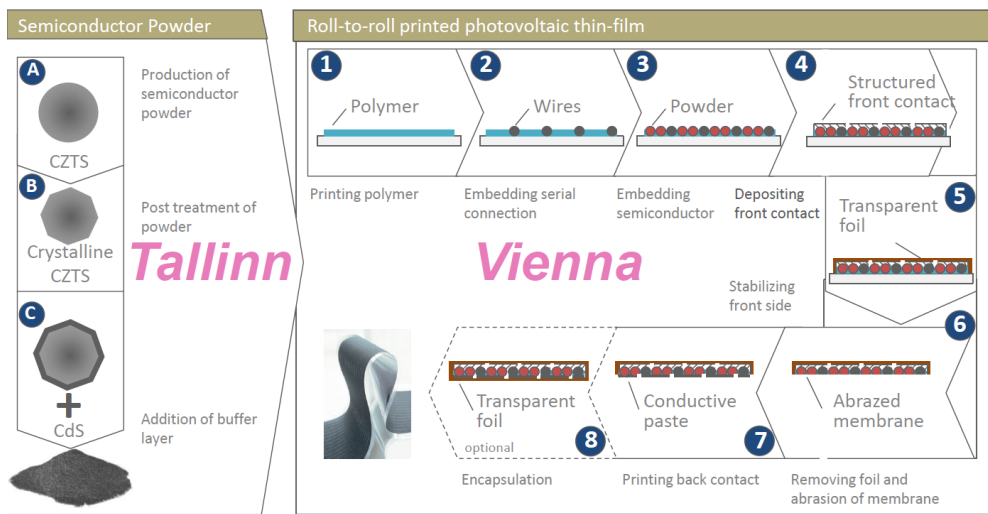 Semiconductor Powder
A
Production of
semiconductor
powder
CZTS
B
Post treatment of
powder
Crystalline
CZTS
C
+
CdS
Addition of buffer
layer
Tallinn
Roll-to-roll printed photovoltaic thin-film
1
Polymer
Printing polymer
2
Wires
Embedding serial
connection
3
Powder
Embedding
semiconductor
4
Structured
front contact
Depositing
front contact
5
Transparent
foil
Stabilizing
front side
Vienna
6
Abrazed
membrane
Removing foil and
abrasion of membrane
7
Conductive
paste
Printing back contact
8
Transparent
foil
optional
Encapsulation